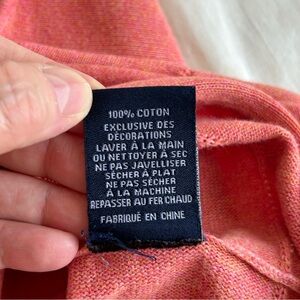 100% COTON
EXCLUSIVE DES
DÉCORATIONS
LAVER À LA MAIN
OU NETTOYER À SEC
NE PAS JAVELLISER
SÉCHER À PLAT
NE PAS SÉCHER
À LA MACHINE
REPASSER AU FER CHAUD
FABRIQUÉ EN CHINE